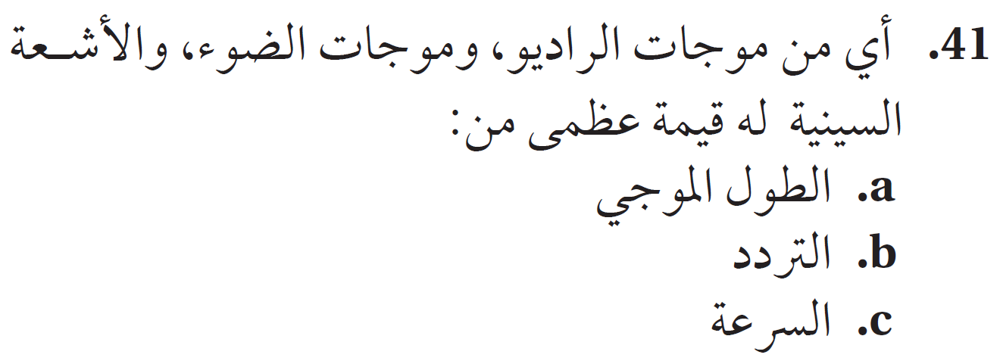 41. أي من موجات الراديو، وموجات الضوء، والأشعة
السينية له قيمة عظمى من:
a. الطول الموجي
b. التردد
c. السرعة